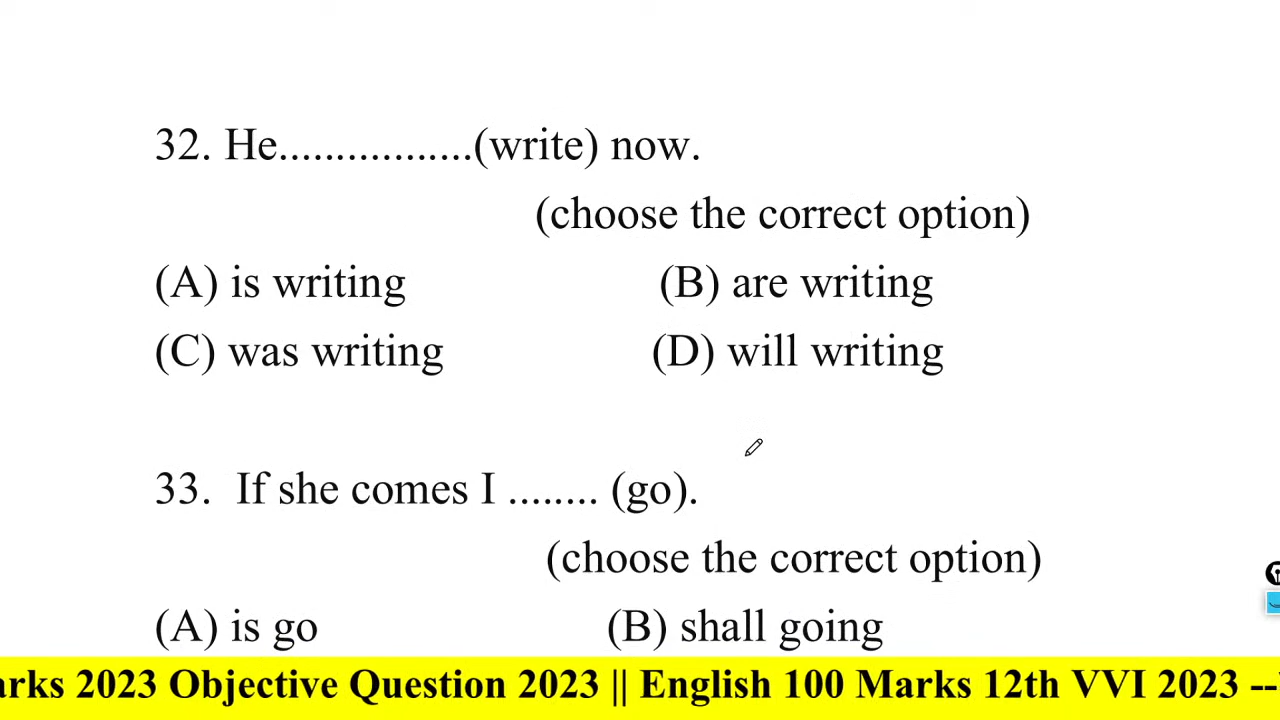 32. He.................(write) now.
(choose the correct option)
(A) is writing (B) are writing
(C) was writing (D) will writing
33. If she comes I ........ (go).
(choose the correct option)
(A) is go (B) shall going
2023 Objective Question 2023 || English 100 Marks 12th VVI 2023 --